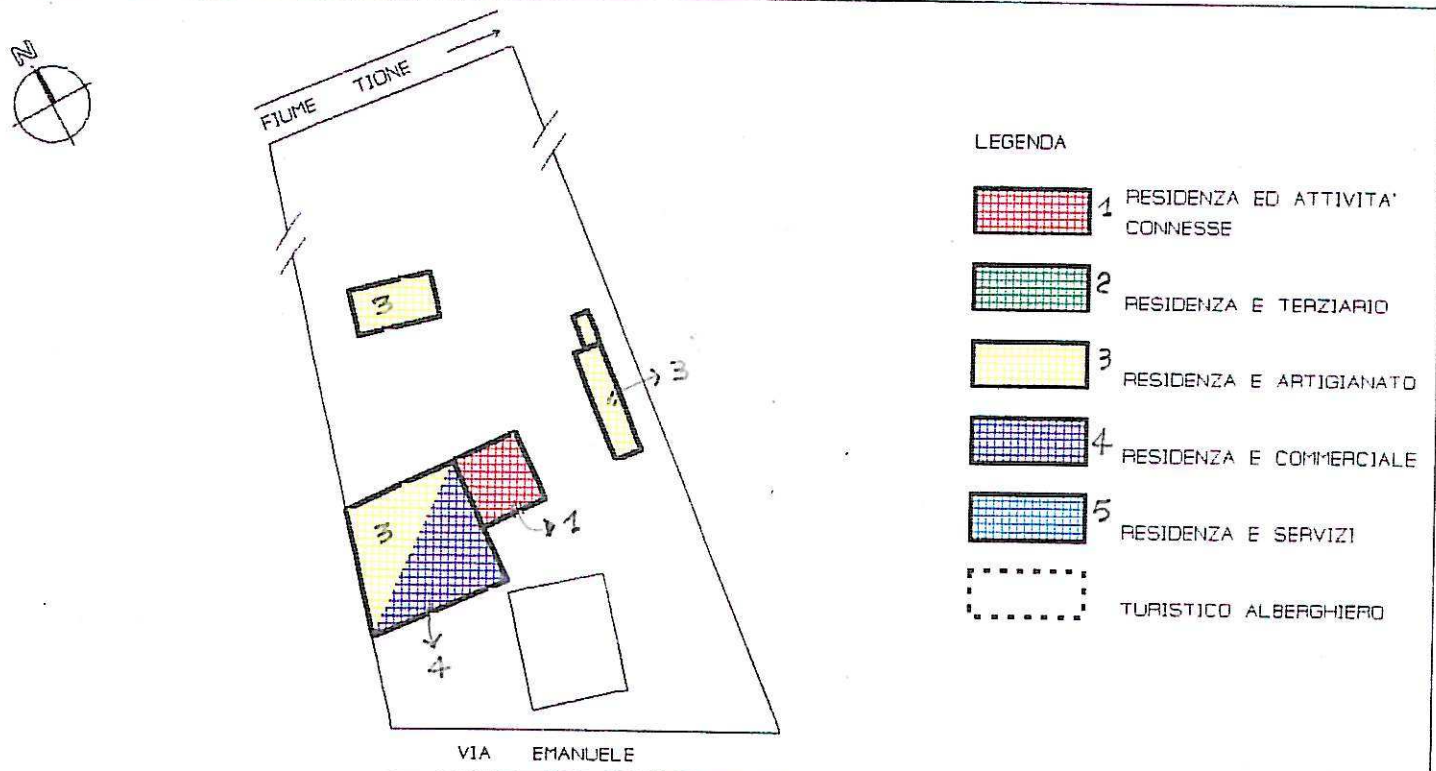 N
FIUME TIONE
LEGENDA
1 RESIDENZA ED ATTIVITA'
CONNESSE
2 RESIDENZA E TERZIARIO
3 RESIDENZA E ARTIGIANATO
4 RESIDENZA E COMMERCIALE
5 RESIDENZA E SERVIZI
TURISTICO ALBERGHIERO
3
3
1
3
4
VIA EMANUELE